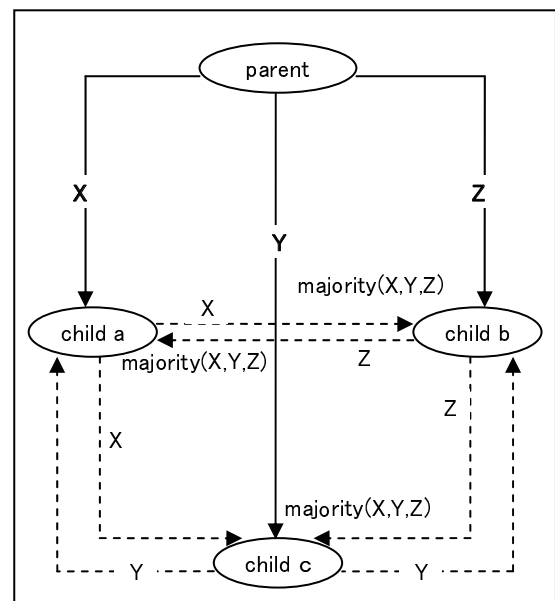 parent
X
Z
Y
majority(X,Y,Z)
X
child a
child b
majority(X,Y,Z)
Z
X
Z
majority(X,Y,Z)
child c
Y
Y